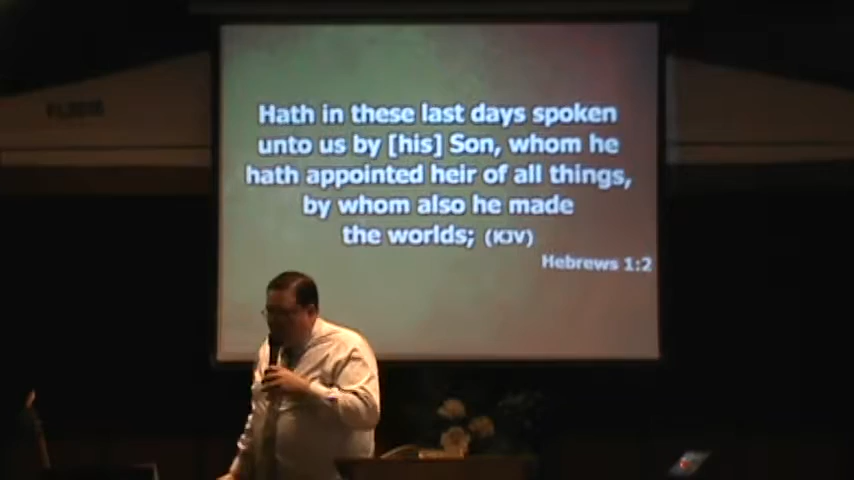 Hath in these last days spoken
unto us by [his] Son, whom he
hath appointed heir of all things,
by whom also he made
the worlds; (KJV)
Hebrews 1:2